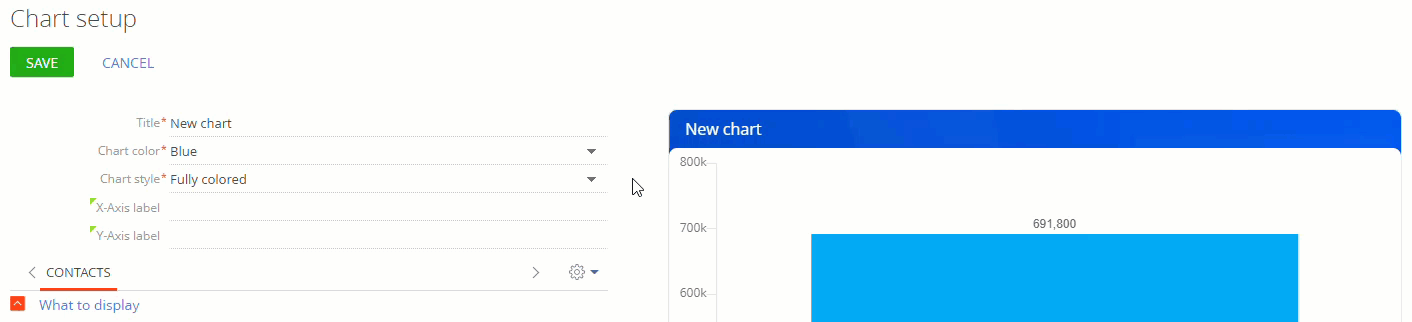 Chart setup
SAVE CANCEL
Title* New chart
Chart color* Blue
Chart style* Fully colored
X-Axis label
Y-Axis label
CONTACTS
What to display
New chart
800k
691,800
700k
600k